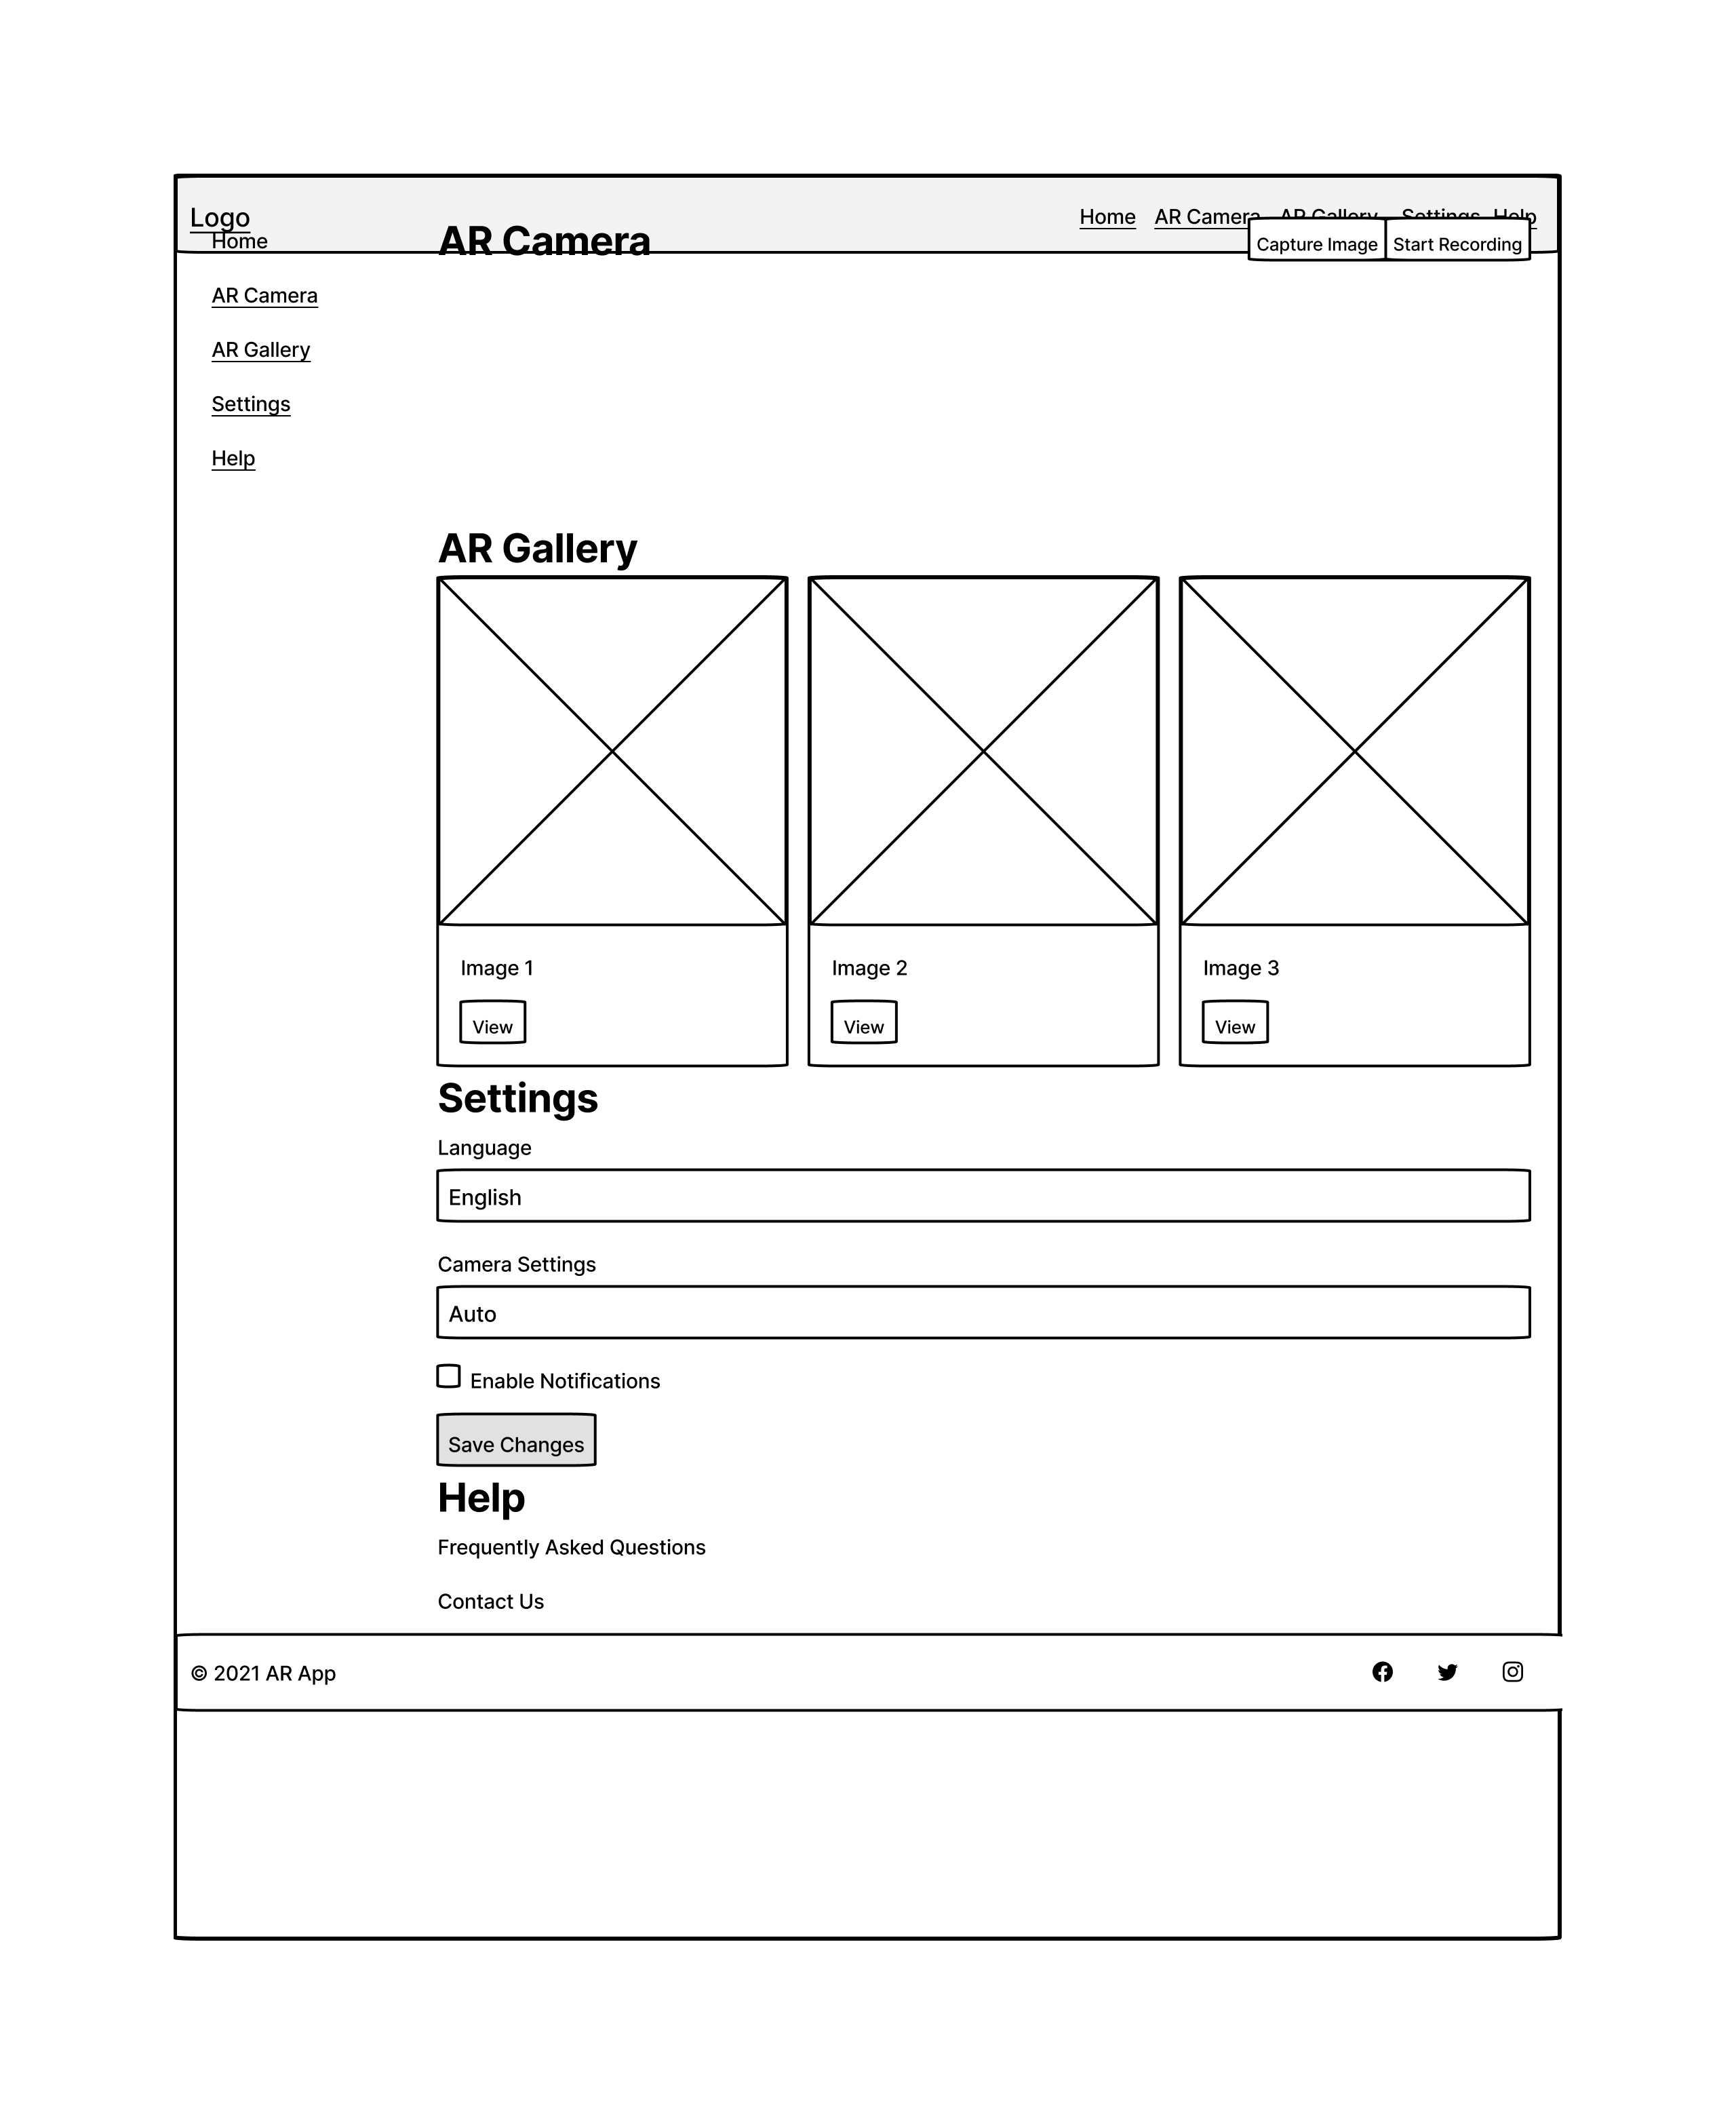 Logo
Home AR Camera AR Gallery Settings Help
Home
AR Camera
Capture Image Start Recording
AR Camera
AR Gallery
Settings
Help
AR Gallery
Image 1 Image 2 Image 3
View View View
Settings
Language
English
Camera Settings
Auto
Enable Notifications
Save Changes
Help
Frequently Asked Questions
Contact Us
© 2021 AR App